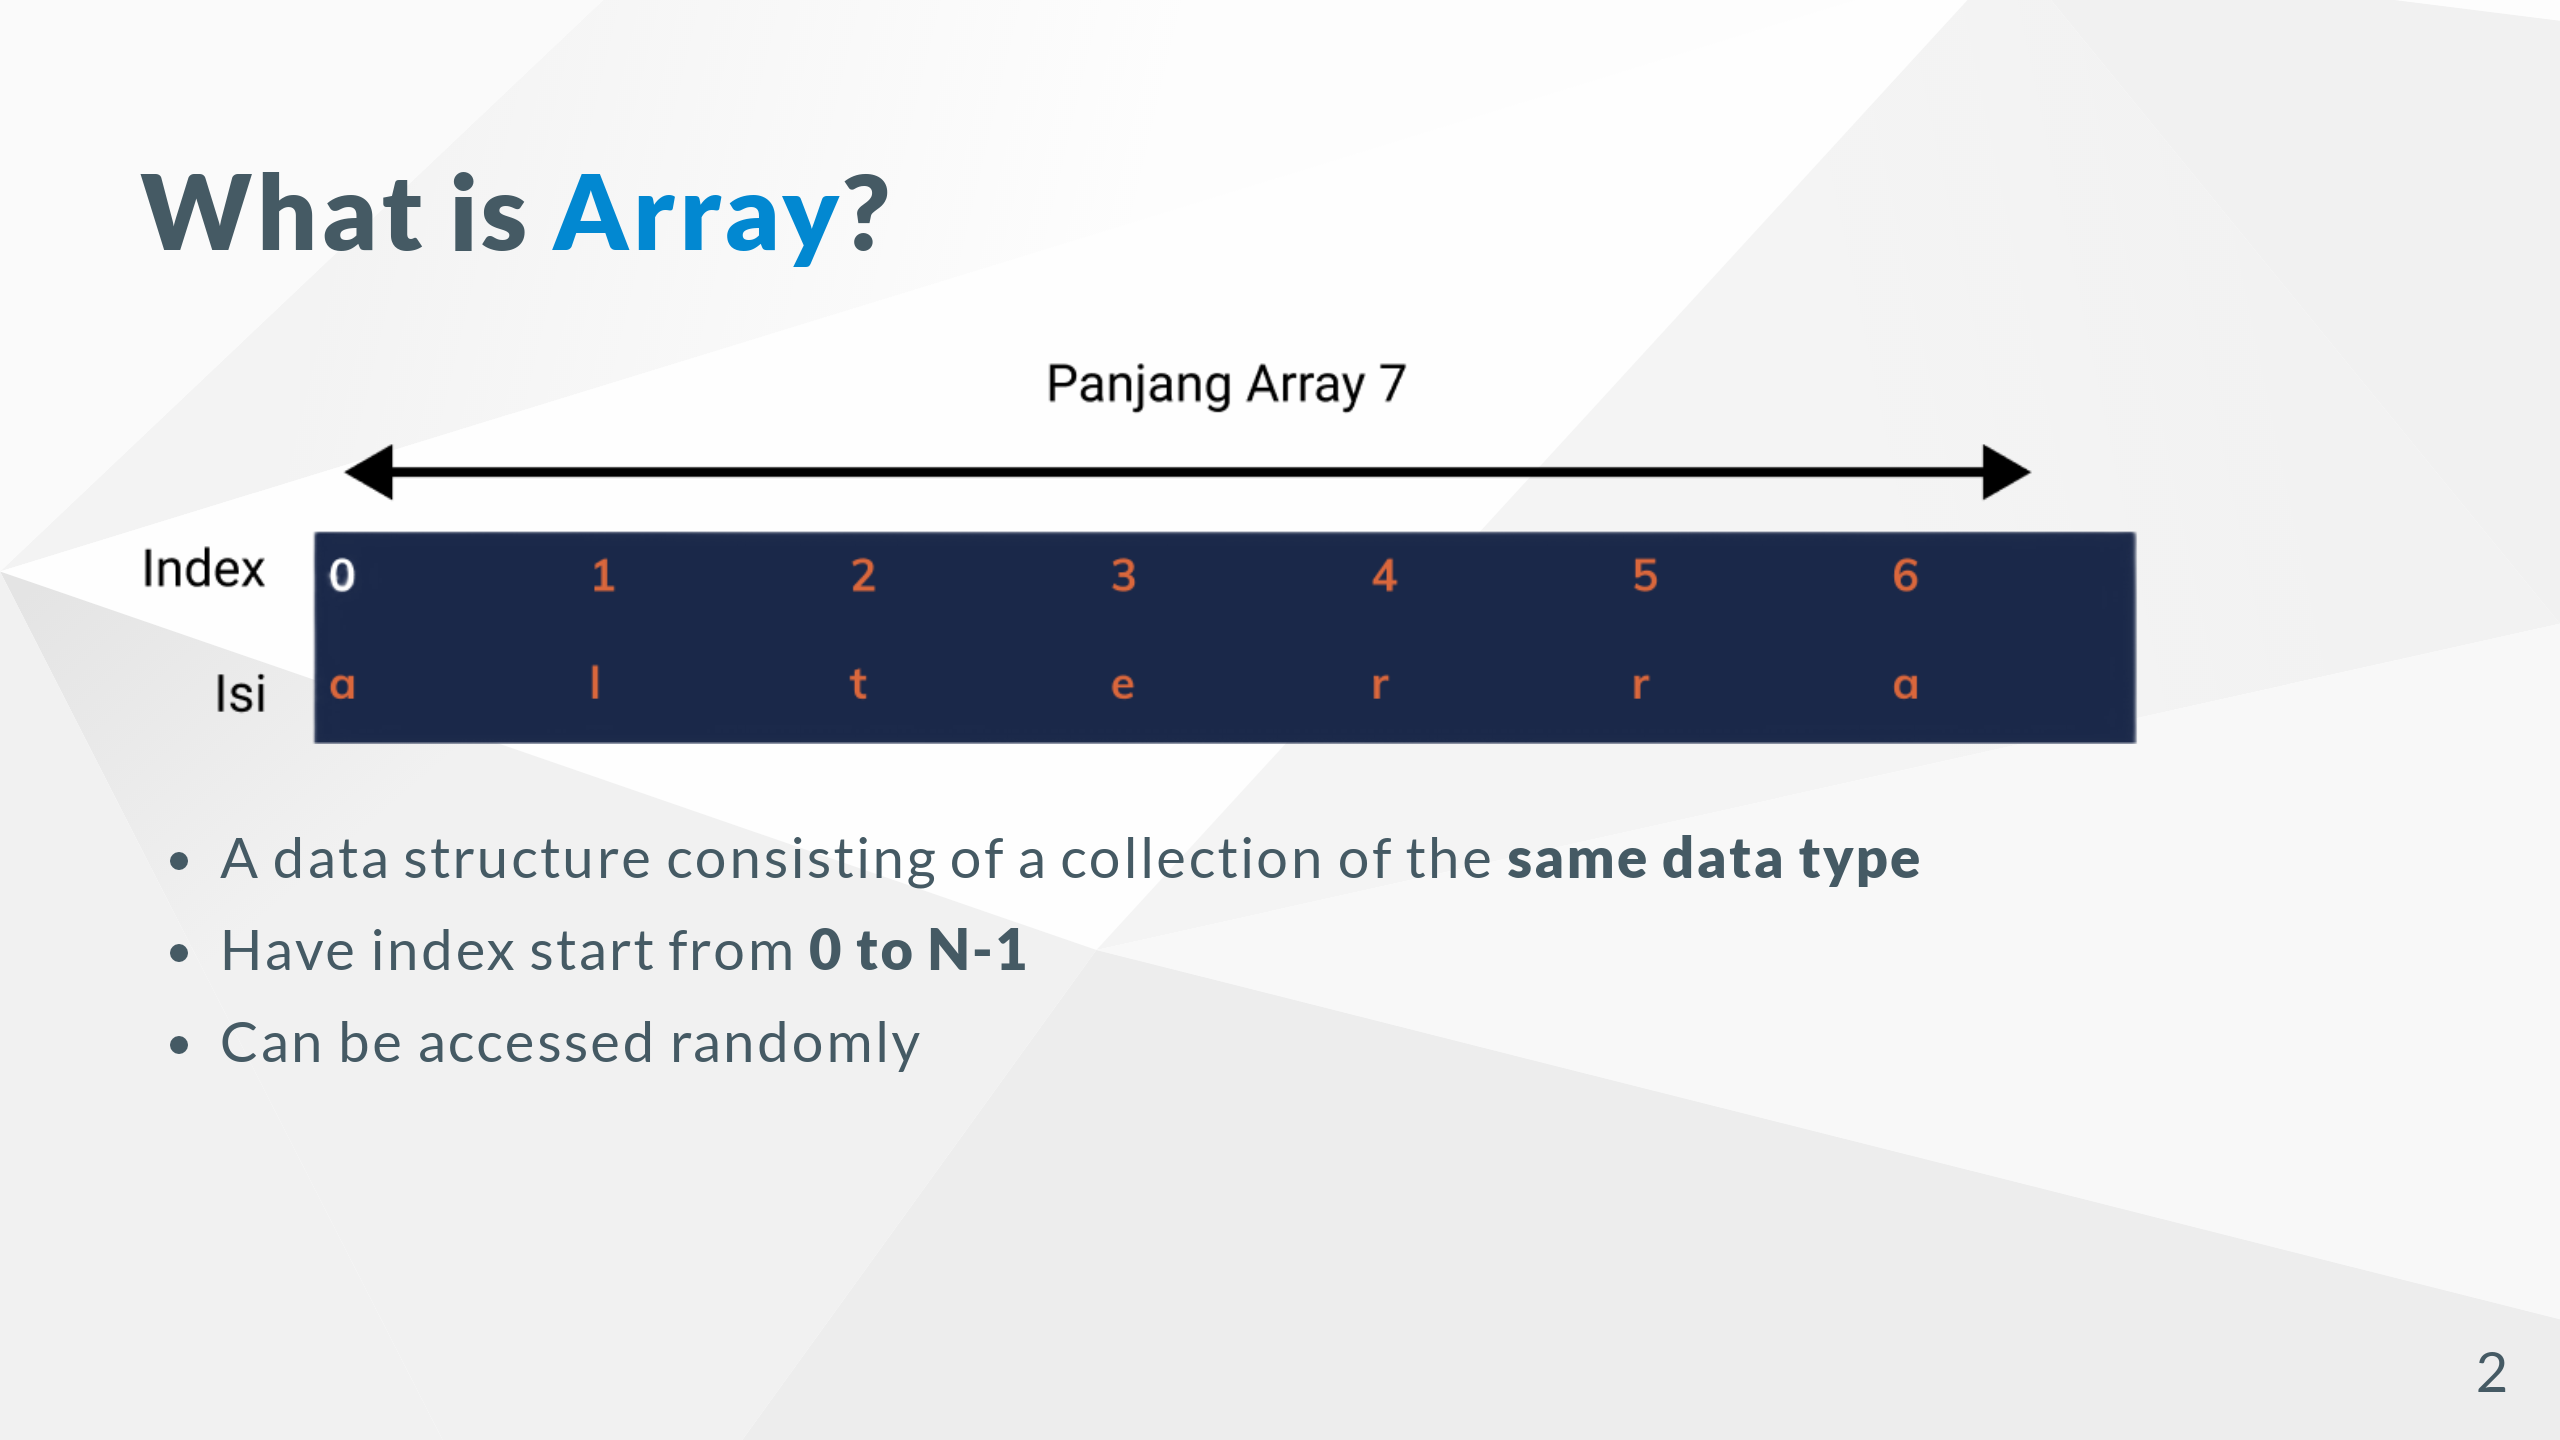 What is Array?
Panjang Array 7
Index 0 1 2 3 4 5 6
Isi a l t e r r a
• A data structure consisting of a collection of the same data type
• Have index start from 0 to N-1
• Can be accessed randomly
2